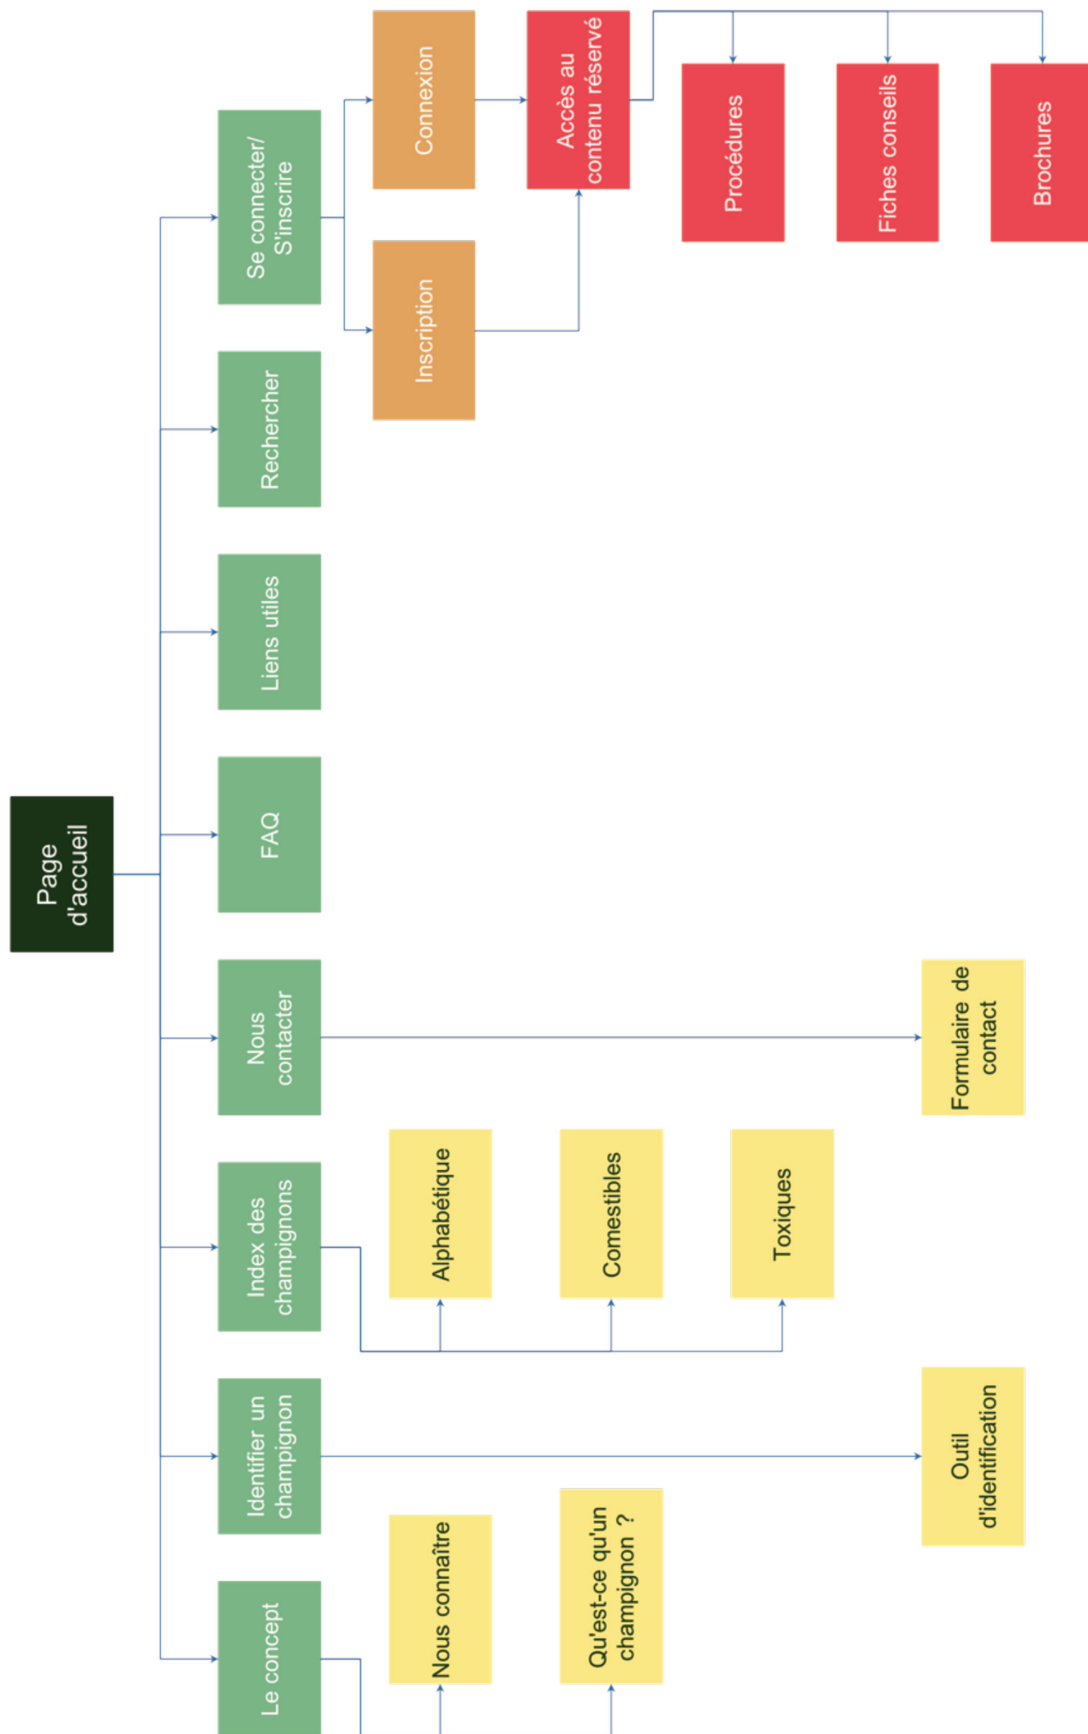 Page
d'accueil
Le concept
Identifier un
champignon
Index des
champignons
Nous
contacter
FAQ
Liens utiles
Rechercher
Se connecter/
S'inscrire
Nous connaître
Qu'est-ce qu'un
champignon ?
Outil
d'identification
Alphabétique
Comestibles
Toxiques
Formulaire de
contact
Inscription
Connexion
Accès au
contenu réservé
Procédures
Fiches conseils
Brochures